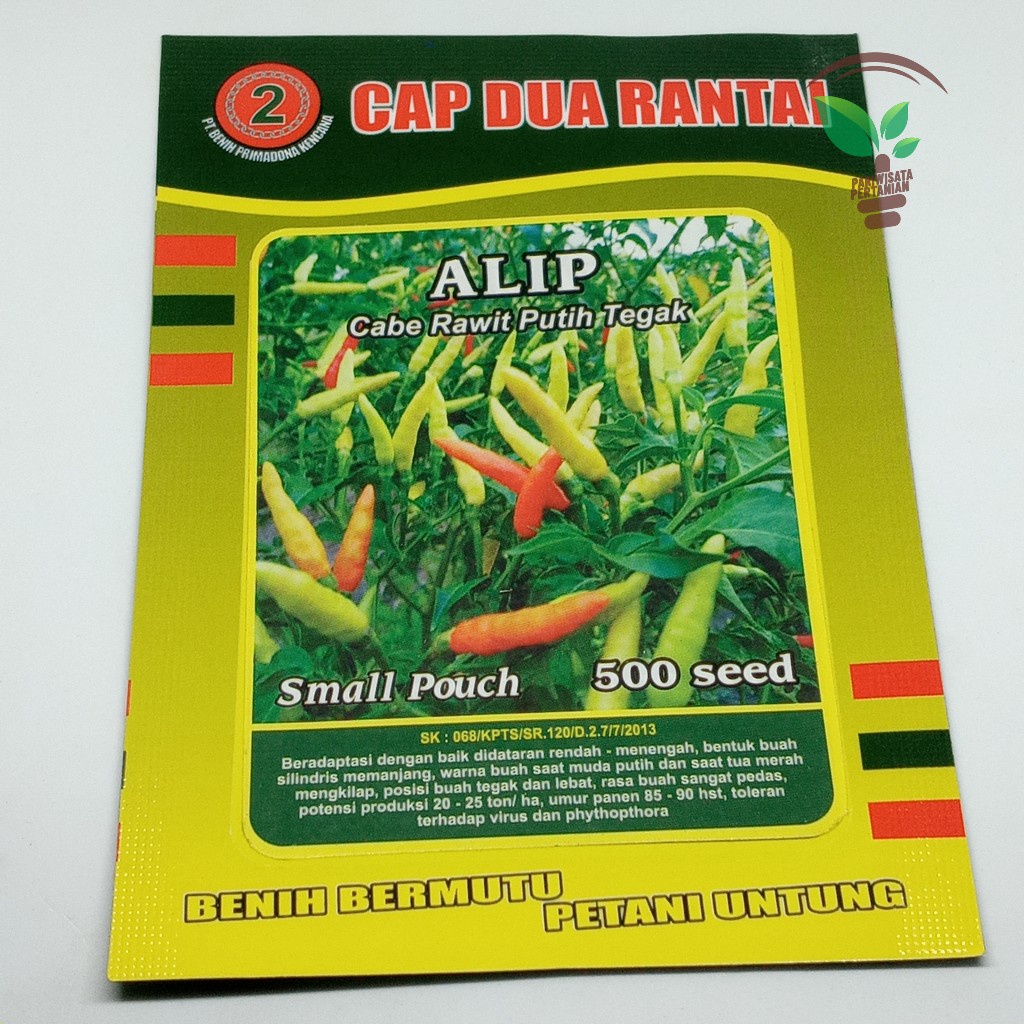 2
PT. BENIH PRIMADONA KENCANA
CAP DUA RANTAI
PARIWISATA
PERTANIAN
ALIP
Cabe Rawit Putih Tegak
Small Pouch
500 seed
SK : 068/KPTS/SR.120/D.2.7/7/2013
Beradaptasi dengan baik didataran rendah - menengah, bentuk buah
silindris memanjang, warna buah saat muda putih dan saat tua merah
mengkilap, posisi buah tegak dan lebat, rasa buah sangat pedas,
potensi produksi 20 - 25 ton/ ha, umur panen 85 - 90 hst, toleran
terhadap virus dan phythopthora
BENIH BERMUTU
PETANI UNTUNG